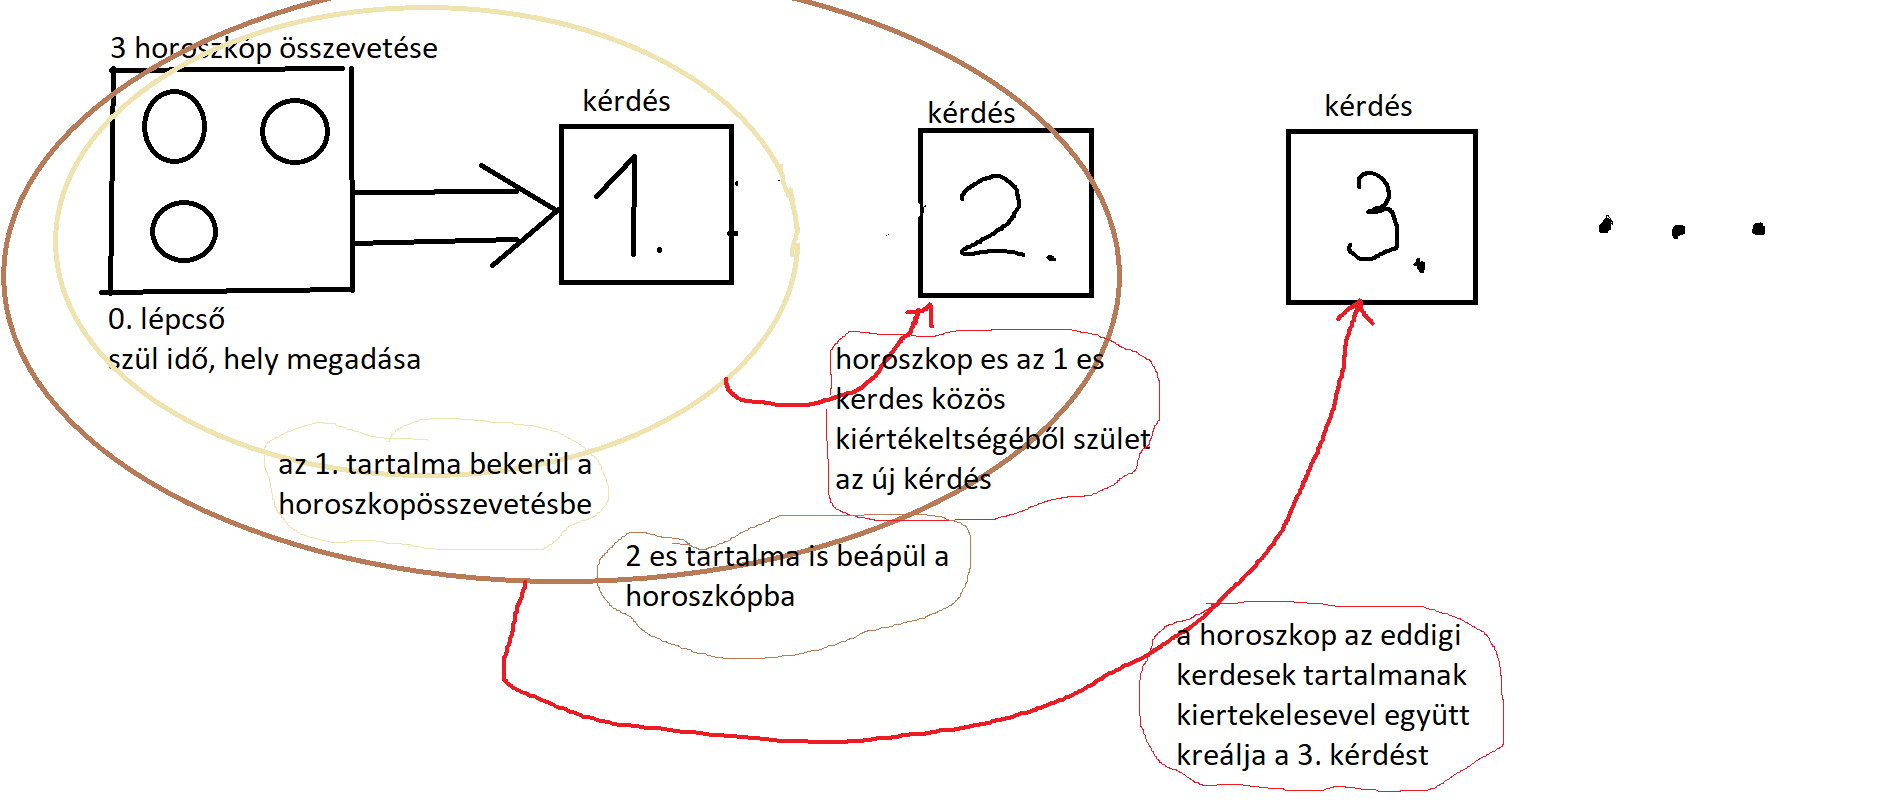 3 horoszkóp összevetése
kérdés
kérdés
kérdés
1.
2.
3.
. . .
0. lépcső
szül idő, hely megadása
horoszkop es az 1 es
kerdes közös
kiértékeltségéből szület
az új kérdés
az 1. tartalma bekerül a
horoszkopösszevetésbe
2 es tartalma is beápül a
horoszkópba
a horoszkop az eddigi
kerdesek tartalmanak
kiertekelesevel együtt
kreálja a 3. kérdést